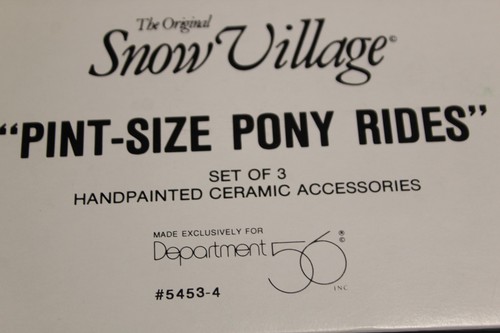 The Original
Snow Village©
"PINT-SIZE PONY RIDES"
SET OF 3
HANDPAINTED CERAMIC ACCESSORIES
MADE EXCLUSIVELY FOR
Department 56®©
INC
#5453-4